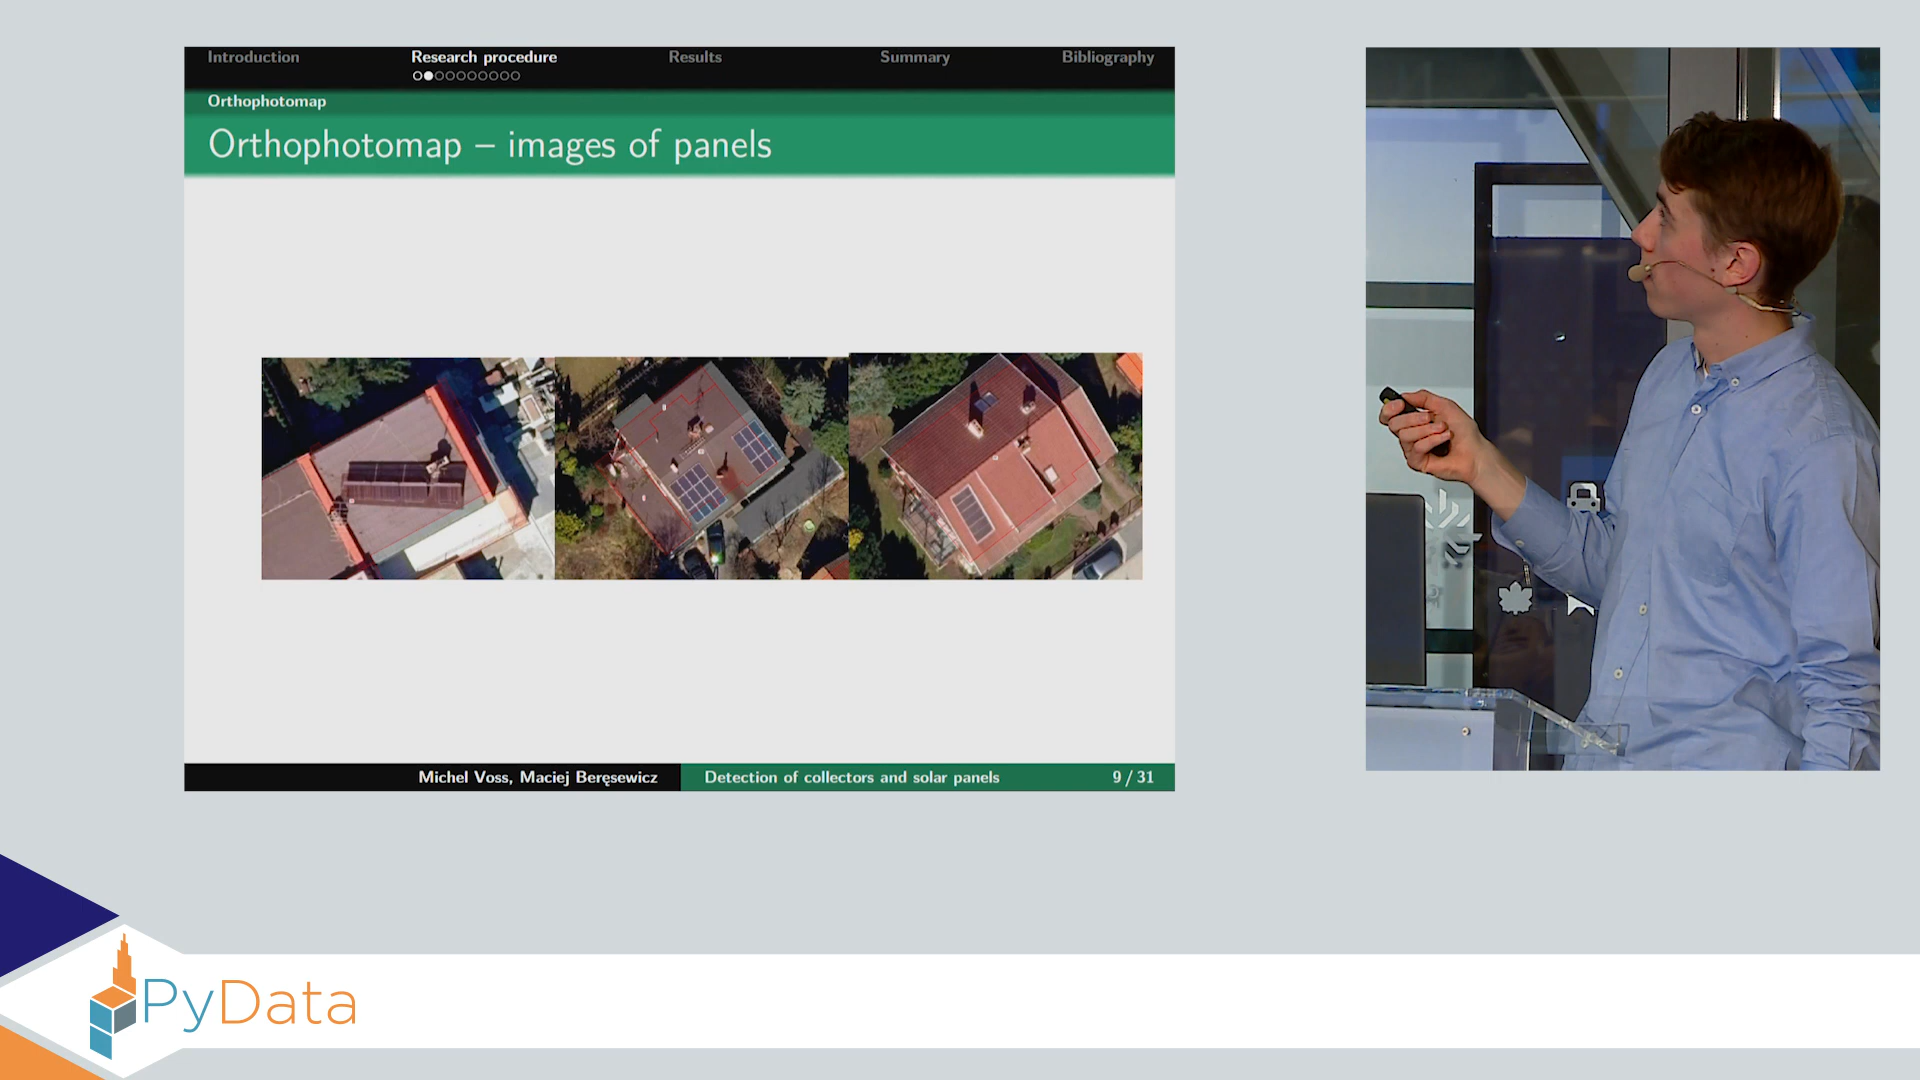 Introduction Research procedure Results Summary Bibliography
Orthophotomap
Orthophotomap – images of panels
Michel Voss, Maciej Beręsewicz Detection of collectors and solar panels 9 / 31
PyData